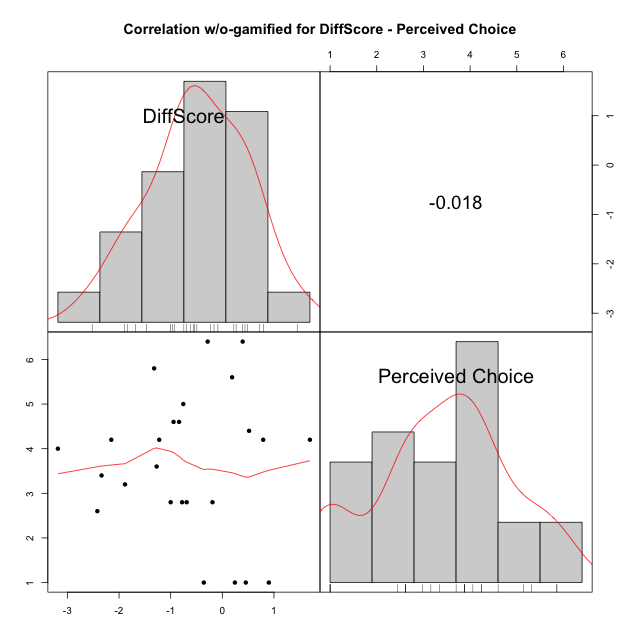 Correlation w/o-gamified for DiffScore - Perceived Choice
1 2 3 4 5 6
DiffScore
-0.018
1
0
-1
-2
-3
6
5
4
3
2
1
Perceived Choice
-3 -2 -1 0 1